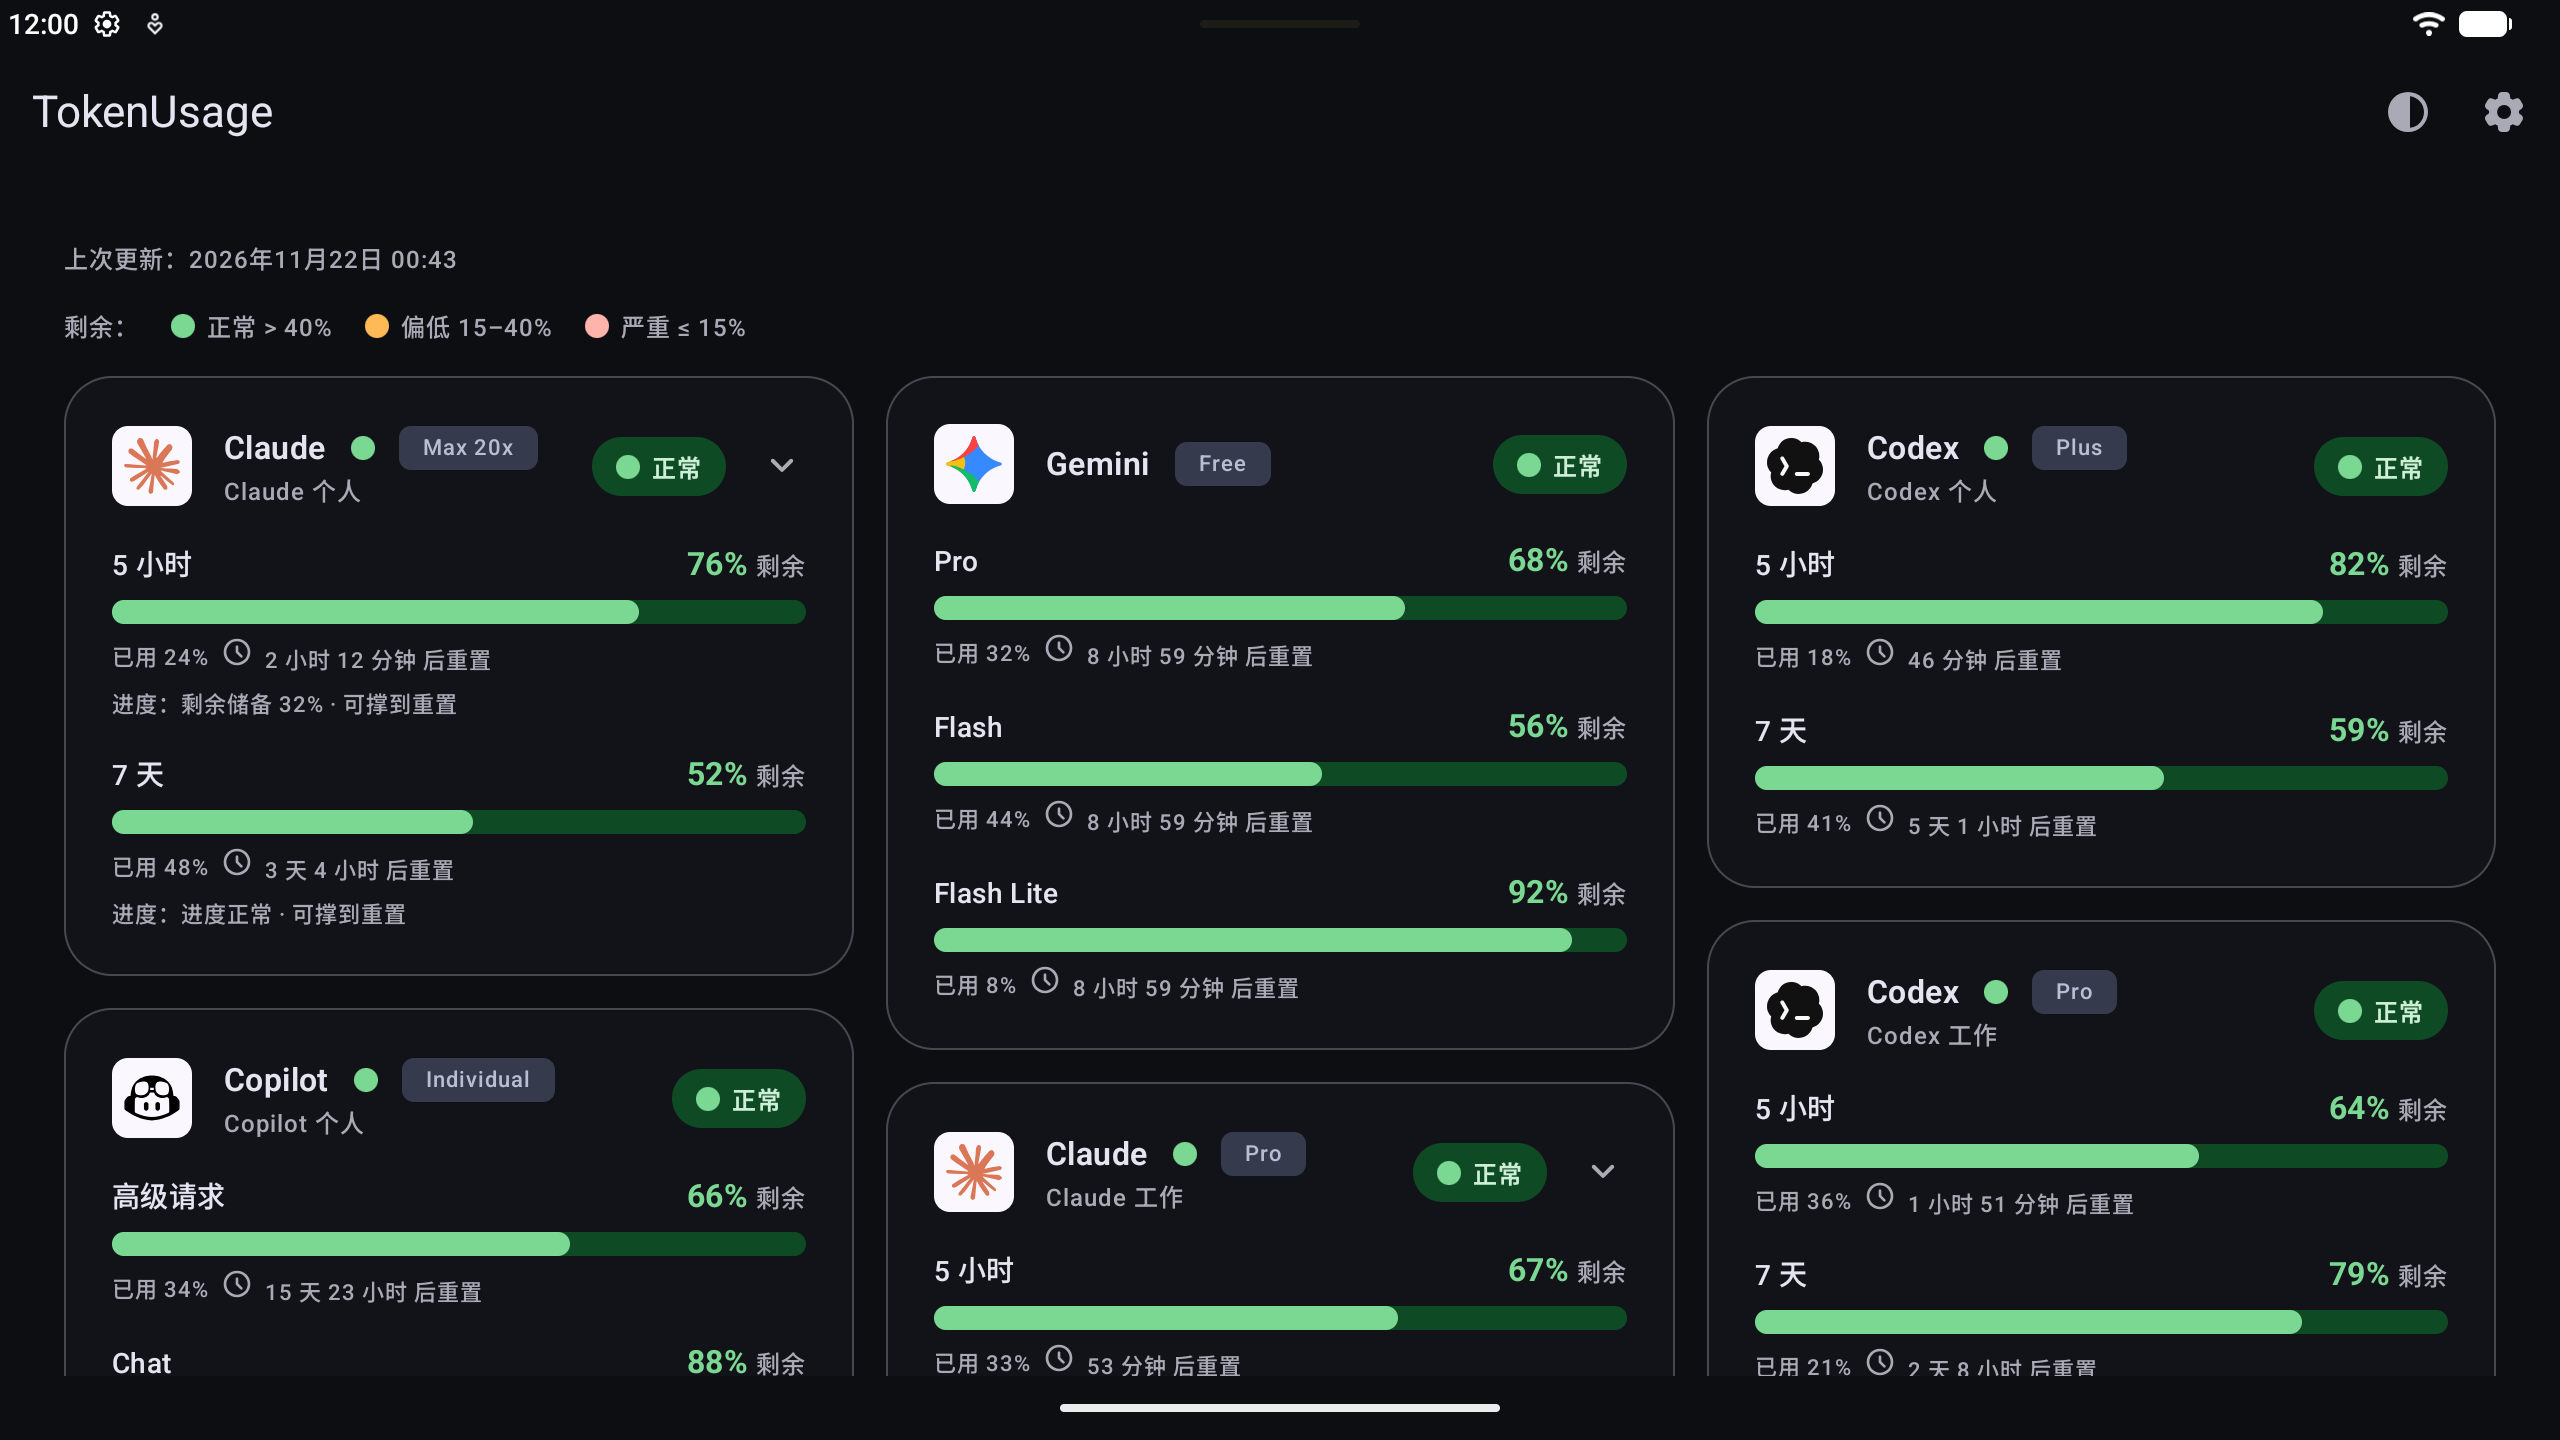 12:00
TokenUsage
上次更新：2026年11月22日 00:43
剩余：
正常 > 40%
偏低 15–40%
严重 ≤ 15%
Claude
Max 20x
Claude 个人
正常
5 小时
76% 剩余
已用 24%
2 小时 12 分钟 后重置
进度：剩余储备 32% · 可撑到重置
7 天
52% 剩余
已用 48%
3 天 4 小时 后重置
进度：进度正常 · 可撑到重置
Copilot
Individual
Copilot 个人
正常
高级请求
66% 剩余
已用 34%
15 天 23 小时 后重置
Chat
88% 剩余
Gemini
Free
正常
Pro
68% 剩余
已用 32%
8 小时 59 分钟 后重置
Flash
56% 剩余
已用 44%
8 小时 59 分钟 后重置
Flash Lite
92% 剩余
已用 8%
8 小时 59 分钟 后重置
Claude
Pro
Claude 工作
正常
5 小时
67% 剩余
已用 33%
53 分钟 后重置
Codex
Plus
Codex 个人
正常
5 小时
82% 剩余
已用 18%
46 分钟 后重置
7 天
59% 剩余
已用 41%
5 天 1 小时 后重置
Codex
Pro
Codex 工作
正常
5 小时
64% 剩余
已用 36%
1 小时 51 分钟 后重置
7 天
79% 剩余
已用 21%
2 天 8 小时 后重置